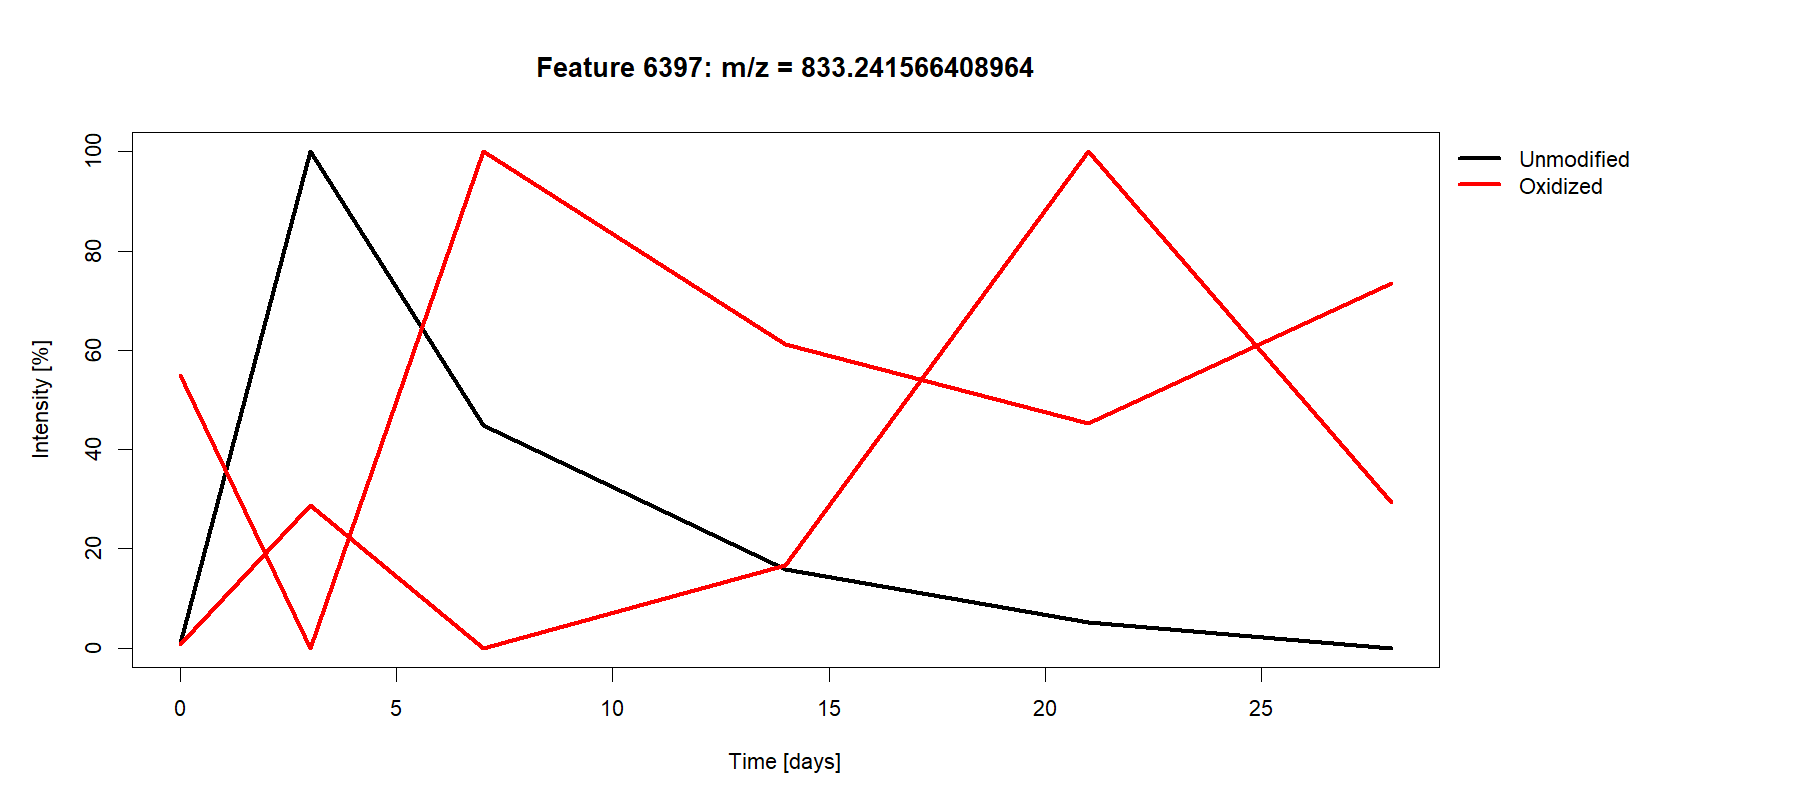 Feature 6397: m/z = 833.241566408964
Unmodified
Oxidized
100
80
60
40
20
0
Intensity [%]
0 5 10 15 20 25
Time [days]